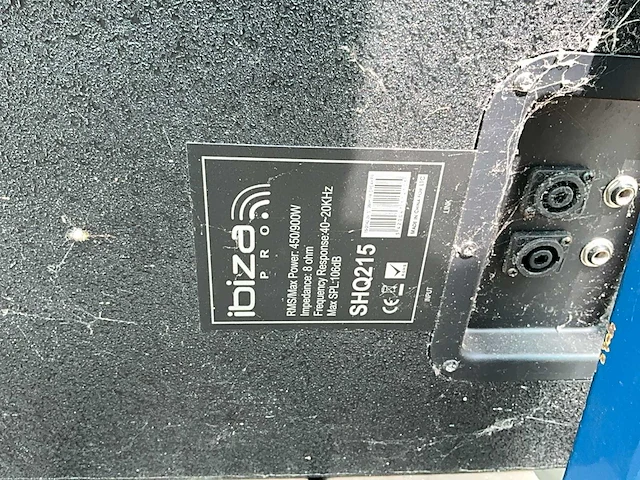 ibiza
PRO
RMS/Max Power: 450/900W
Impedance: 8 ohm
Frequency Response:40~20KHz
Max SPL:106dB
SHQ215
CE
LINK
INPUT